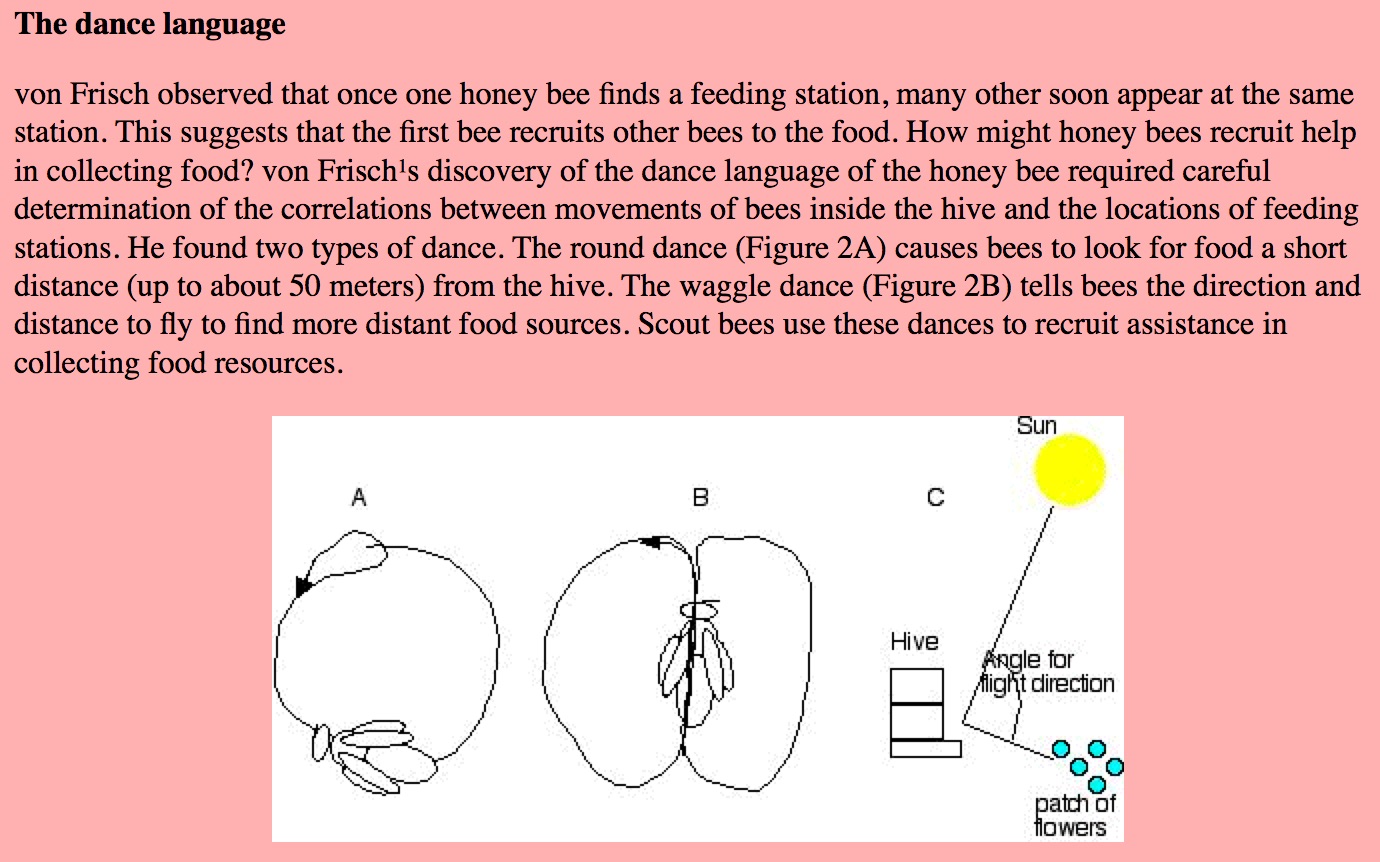 The dance language
von Frisch observed that once one honey bee finds a feeding station, many other soon appear at the same
station. This suggests that the first bee recruits other bees to the food. How might honey bees recruit help
in collecting food? von Frisch¹s discovery of the dance language of the honey bee required careful
determination of the correlations between movements of bees inside the hive and the locations of feeding
stations. He found two types of dance. The round dance (Figure 2A) causes bees to look for food a short
distance (up to about 50 meters) from the hive. The waggle dance (Figure 2B) tells bees the direction and
distance to fly to find more distant food sources. Scout bees use these dances to recruit assistance in
collecting food resources.
Sun
A
B
C
Hive
Angle for
flight direction
patch of
flowers